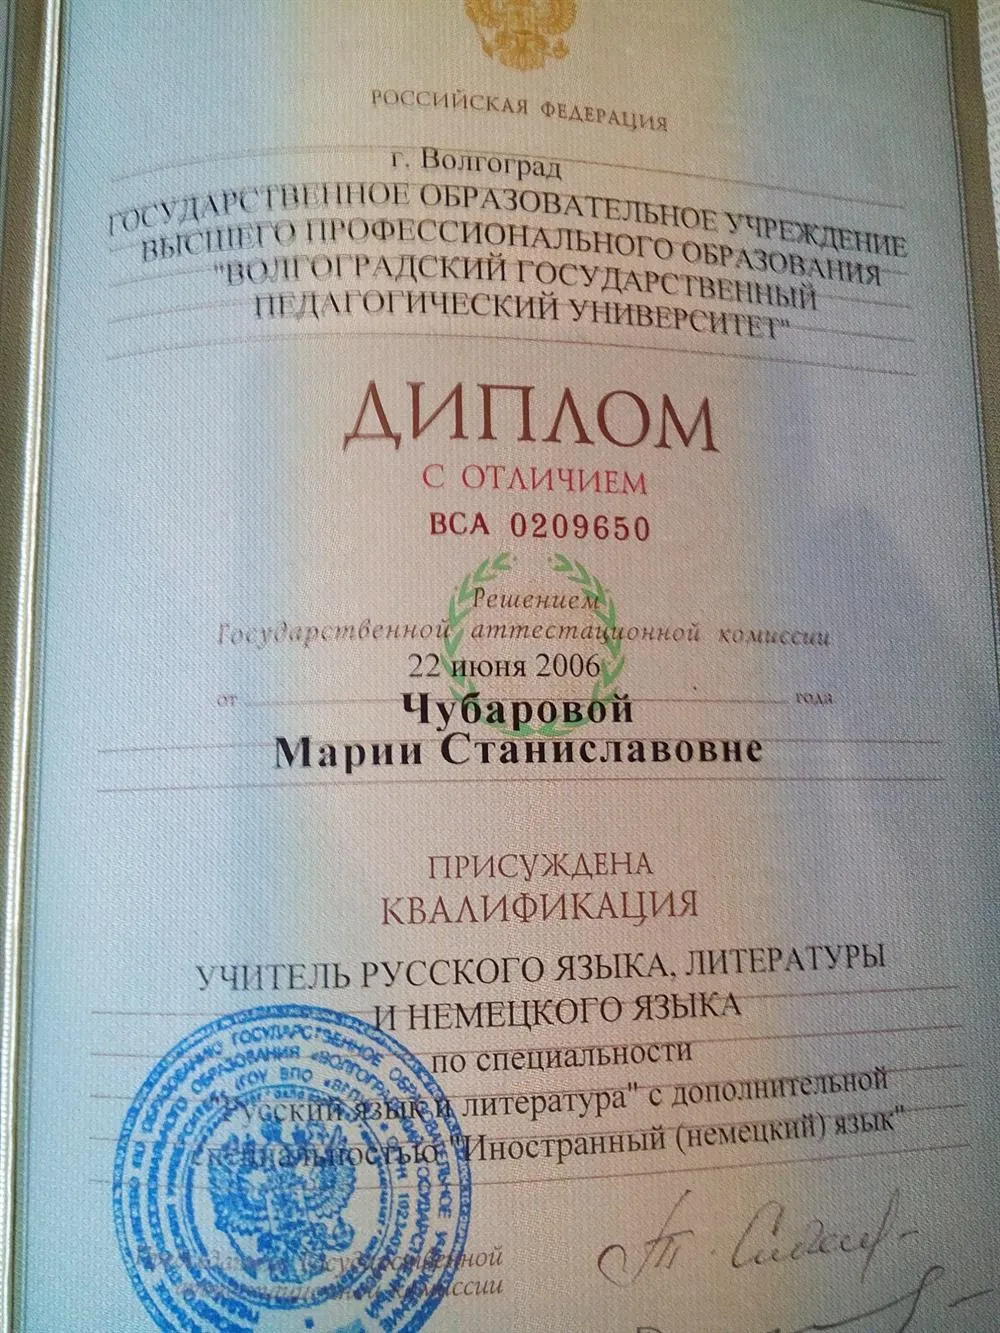 РОССИЙСКАЯ ФЕДЕРАЦИЯ
г. Волгоград
ГОСУДАРСТВЕННОЕ ОБРАЗОВАТЕЛЬНОЕ УЧРЕЖДЕНИЕ
ВЫСШЕГО ПРОФЕССИОНАЛЬНОГО ОБРАЗОВАНИЯ
"ВОЛГОГРАДСКИЙ ГОСУДАРСТВЕННЫЙ
ПЕДАГОГИЧЕСКИЙ УНИВЕРСИТЕТ"
ДИПЛОМ
С ОТЛИЧИЕМ
ВСА 0209650
Решением
Государственной аттестационной комиссии
22 июня 2006
от года
Чубаровой
Марии Станиславовне
ПРИСУЖДЕНА
КВАЛИФИКАЦИЯ
УЧИТЕЛЬ РУССКОГО ЯЗЫКА, ЛИТЕРАТУРЫ
И НЕМЕЦКОГО ЯЗЫКА
по специальности
"Русский язык и литература" с дополнительной
специальностью "Иностранный (немецкий) язык"
Государственной
аттестационной комиссии